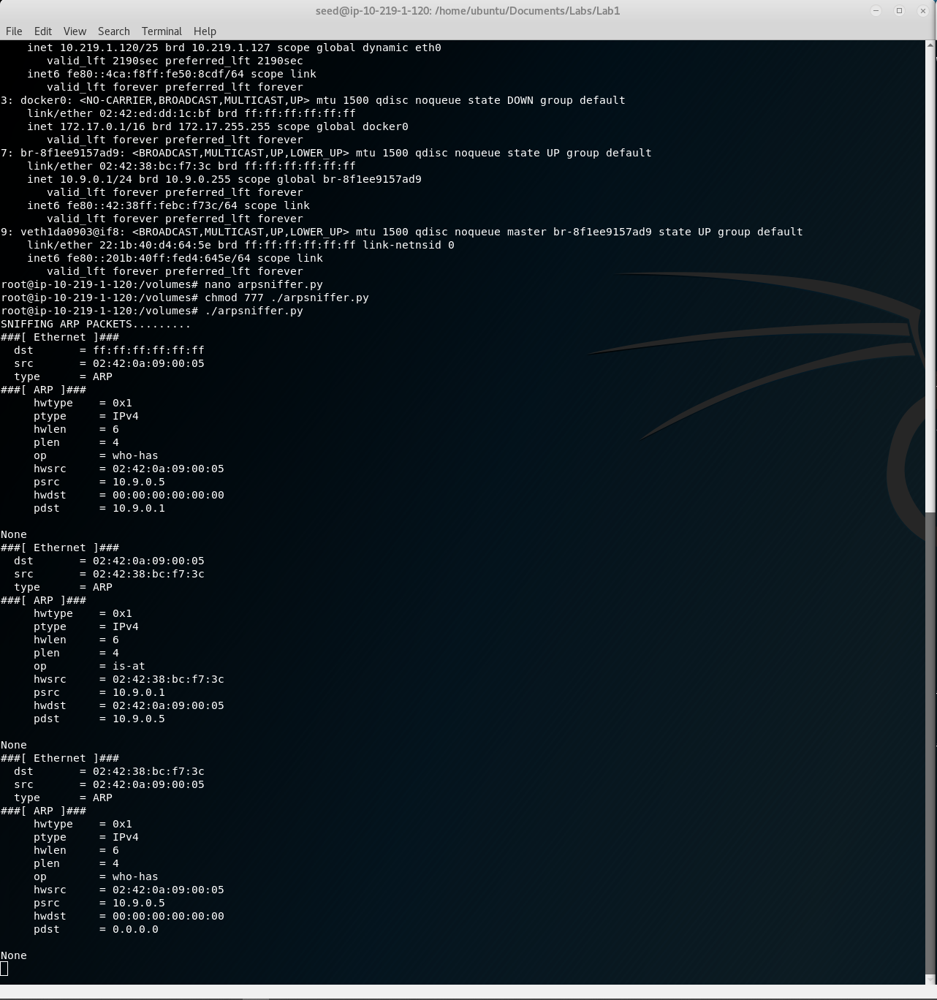 seed@ip-10-219-1-120: /home/ubuntu/Documents/Labs/Lab1
File Edit View Search Terminal Help
inet 10.219.1.120/25 brd 10.219.1.127 scope global dynamic eth0
valid_lft 2190sec preferred_lft 2190sec
inet6 fe80::4ca:f8ff:fe50:8cdf/64 scope link
valid_lft forever preferred_lft forever
3: docker0: <NO-CARRIER,BROADCAST,MULTICAST,UP> mtu 1500 qdisc noqueue state DOWN group default
link/ether 02:42:ed:dd:1c:bf brd ff:ff:ff:ff:ff:ff
inet 172.17.0.1/16 brd 172.17.255.255 scope global docker0
valid_lft forever preferred_lft forever
7: br-8f1ee9157ad9: <BROADCAST,MULTICAST,UP,LOWER_UP> mtu 1500 qdisc noqueue state UP group default
link/ether 02:42:38:bc:f7:3c brd ff:ff:ff:ff:ff:ff
inet 10.9.0.1/24 brd 10.9.0.255 scope global br-8f1ee9157ad9
valid_lft forever preferred_lft forever
inet6 fe80::42:38ff:febc:f73c/64 scope link
valid_lft forever preferred_lft forever
9: veth1da0903@if8: <BROADCAST,MULTICAST,UP,LOWER_UP> mtu 1500 qdisc noqueue master br-8f1ee9157ad9 state UP group default
link/ether 22:1b:40:d4:64:5e brd ff:ff:ff:ff:ff:ff link-netnsid 0
inet6 fe80::201b:40ff:fed4:645e/64 scope link
valid_lft forever preferred_lft forever
root@ip-10-219-1-120:/volumes# nano arpsniffer.py
root@ip-10-219-1-120:/volumes# chmod 777 ./arpsniffer.py
root@ip-10-219-1-120:/volumes# ./arpsniffer.py
SNIFFING ARP PACKETS.........
###[ Ethernet ]###
dst = ff:ff:ff:ff:ff:ff
src = 02:42:0a:09:00:05
type = ARP
###[ ARP ]###
hwtype = 0x1
ptype = IPv4
hwlen = 6
plen = 4
op = who-has
hwsrc = 02:42:0a:09:00:05
psrc = 10.9.0.5
hwdst = 00:00:00:00:00:00
pdst = 10.9.0.1
None
###[ Ethernet ]###
dst = 02:42:0a:09:00:05
src = 02:42:38:bc:f7:3c
type = ARP
###[ ARP ]###
hwtype = 0x1
ptype = IPv4
hwlen = 6
plen = 4
op = is-at
hwsrc = 02:42:38:bc:f7:3c
psrc = 10.9.0.1
hwdst = 02:42:0a:09:00:05
pdst = 10.9.0.5
None
###[ Ethernet ]###
dst = 02:42:38:bc:f7:3c
src = 02:42:0a:09:00:05
type = ARP
###[ ARP ]###
hwtype = 0x1
ptype = IPv4
hwlen = 6
plen = 4
op = who-has
hwsrc = 02:42:0a:09:00:05
psrc = 10.9.0.5
hwdst = 00:00:00:00:00:00
pdst = 0.0.0.0
None